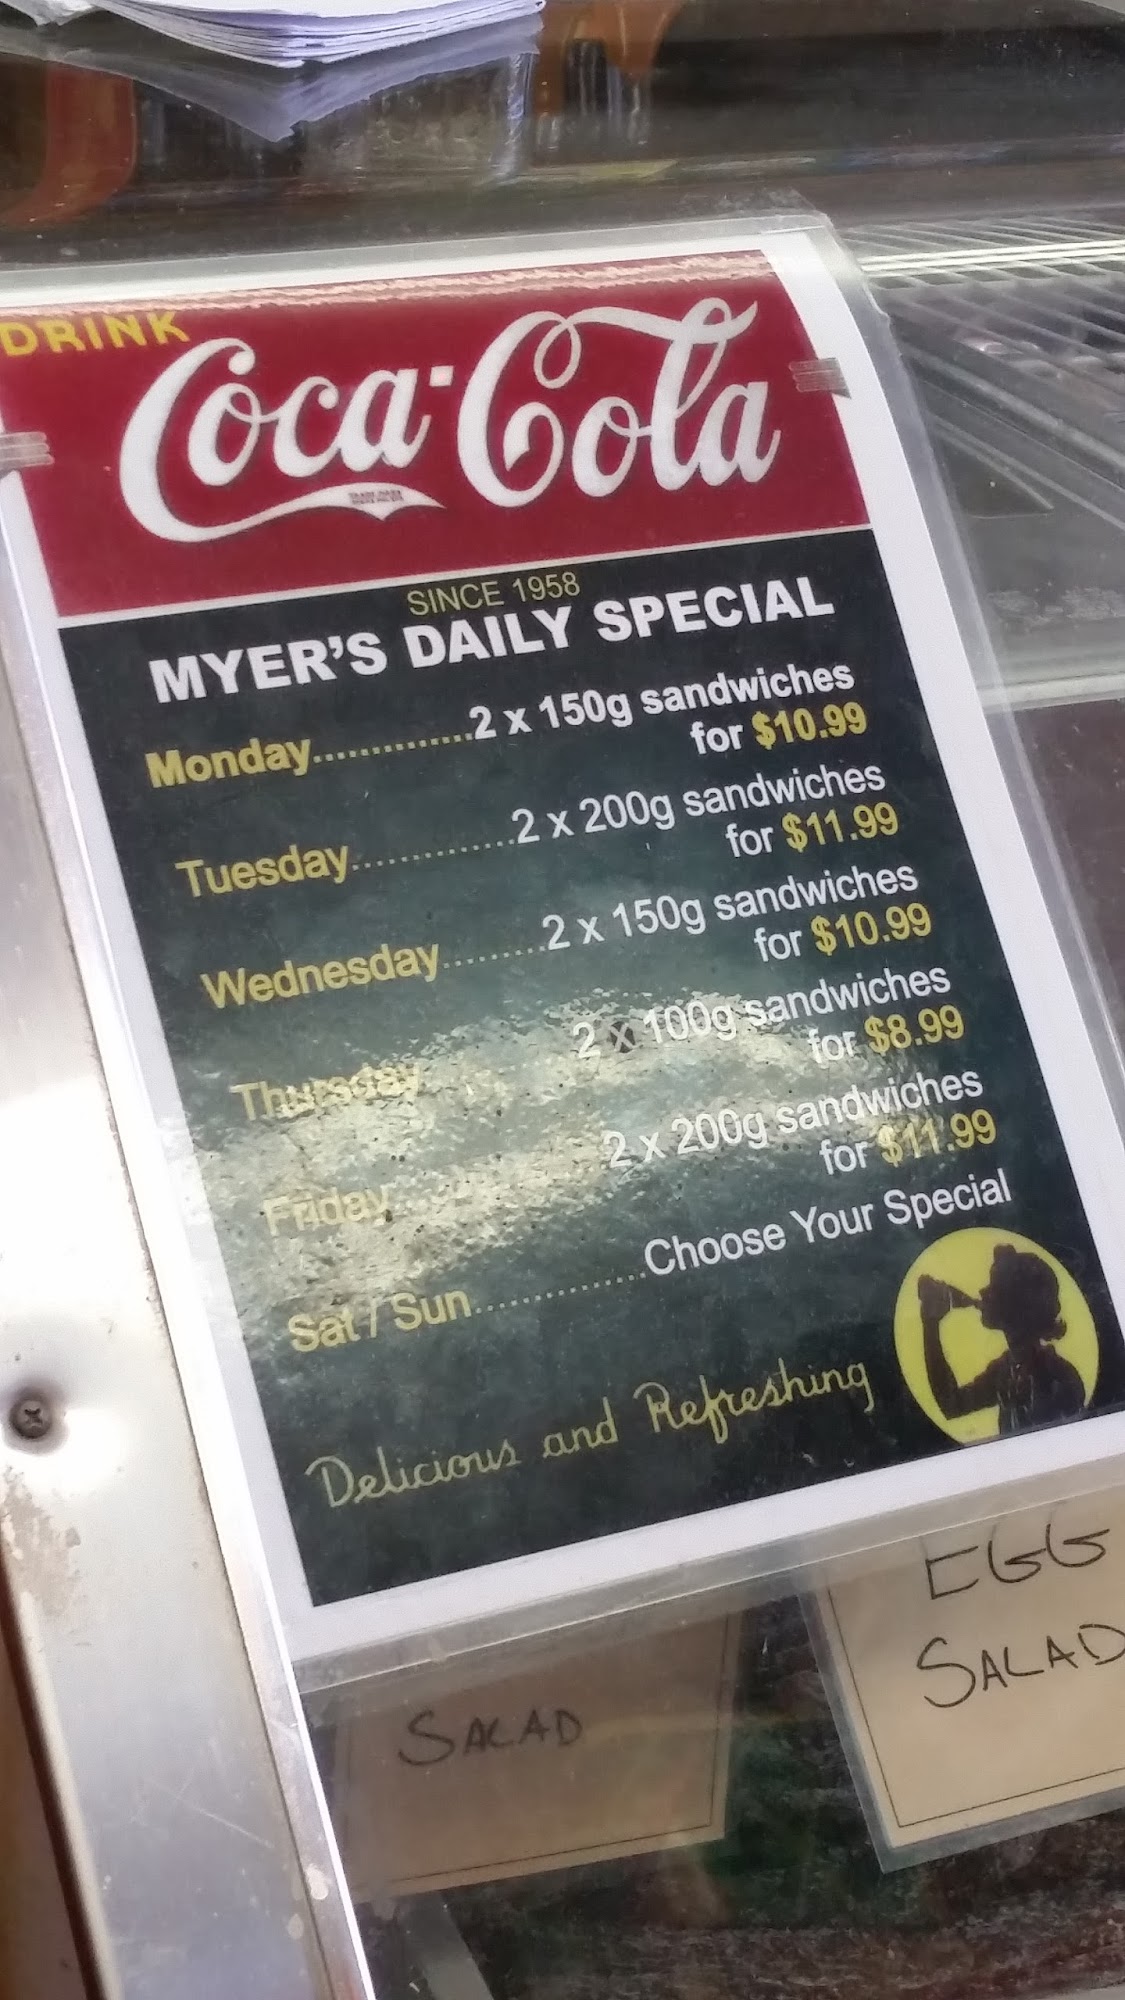 DRINK
Coca-Cola
SINCE 1958
MYER'S DAILY SPECIAL
Monday..............2 x 150g sandwiches
for $10.99
Tuesday..............2 x 200g sandwiches
for $11.99
Wednesday.........2 x 150g sandwiches
for $10.99
Thursday 2 x 100g sandwiches
for $8.99
Friday 2 x 200g sandwiches
for $11.99
Sat / Sun...............Choose Your Special
Delicious and Refreshing
EGG
SALAD
SALAD